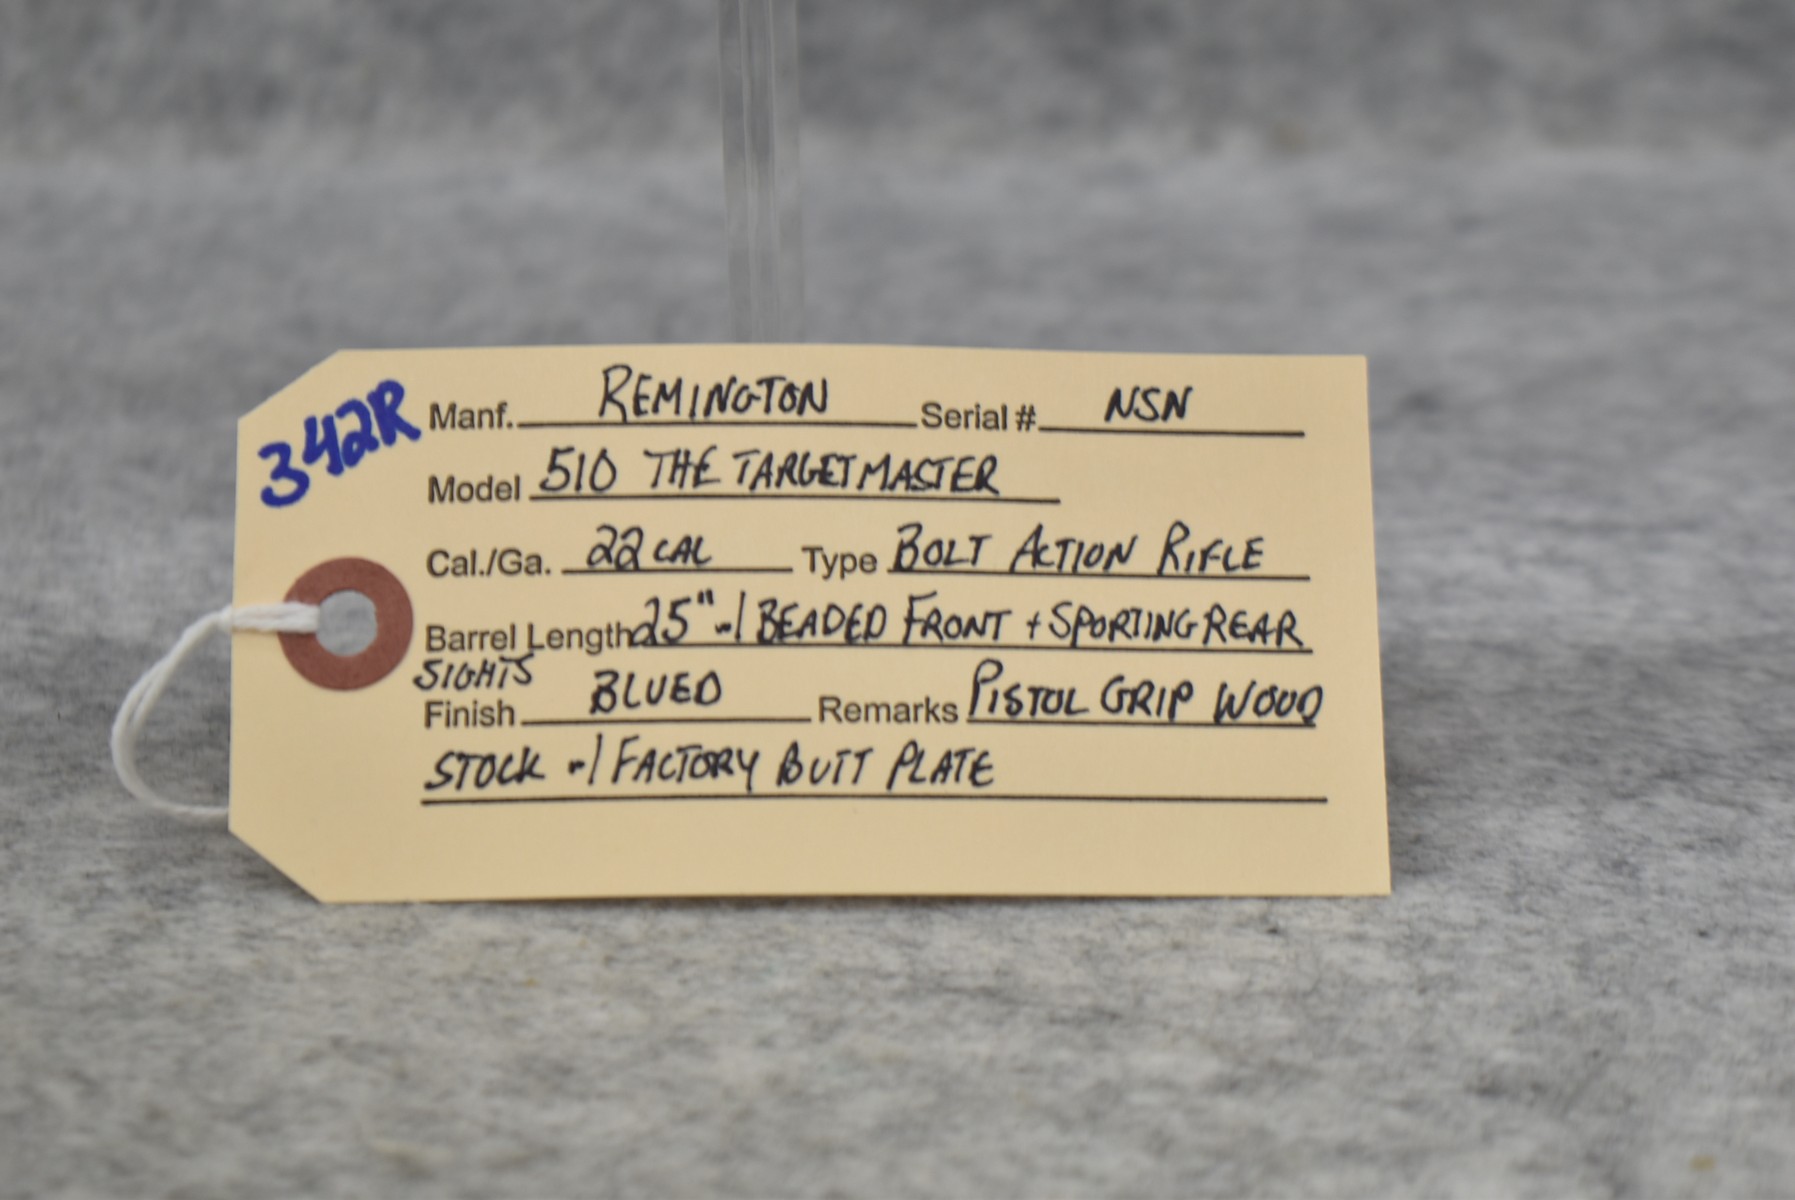 342R
Manf. REMINGTON Serial # NSN
Model 510 THE TARGETMASTER
Cal./Ga. 22 CAL Type BOLT ACTION RIFLE
Barrel Length 25" w/ BEADED FRONT + SPORTING REAR
SIGHTS
Finish BLUED Remarks PISTOL GRIP WOOD
STOCK w/ FACTORY BUTT PLATE